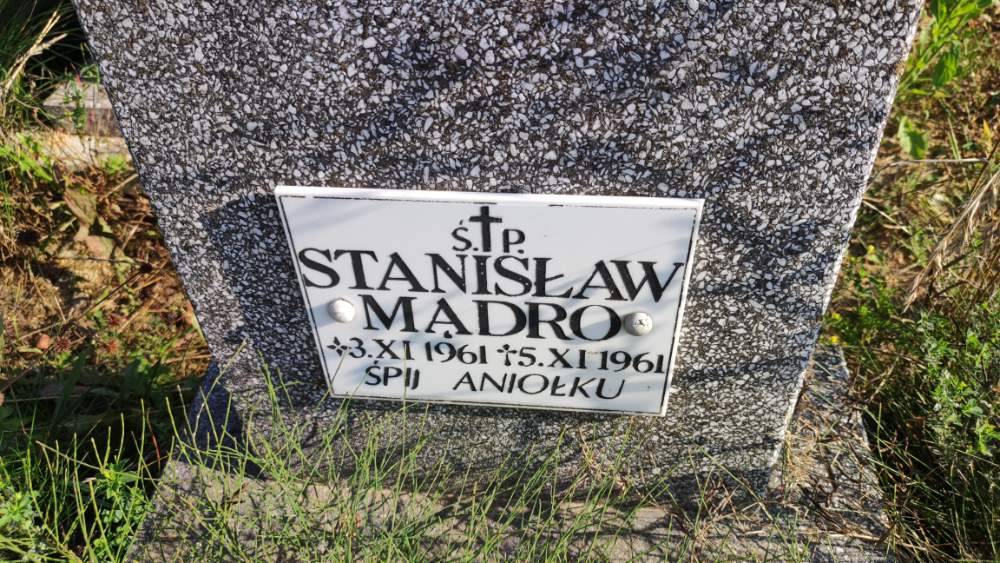 Ś.✝P.
STANISŁAW
MĄDRO
*3.XI 1961 ✝5.XI 1961
ŚPIJ ANIOŁKU